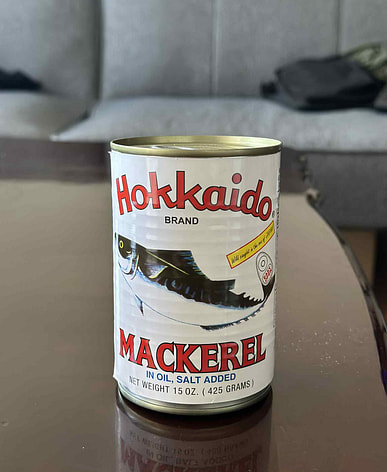 Hokkaido®
BRAND
MACKEREL
IN OIL, SALT ADDED
NET WEIGHT 15 OZ. ( 425 GRAMS )